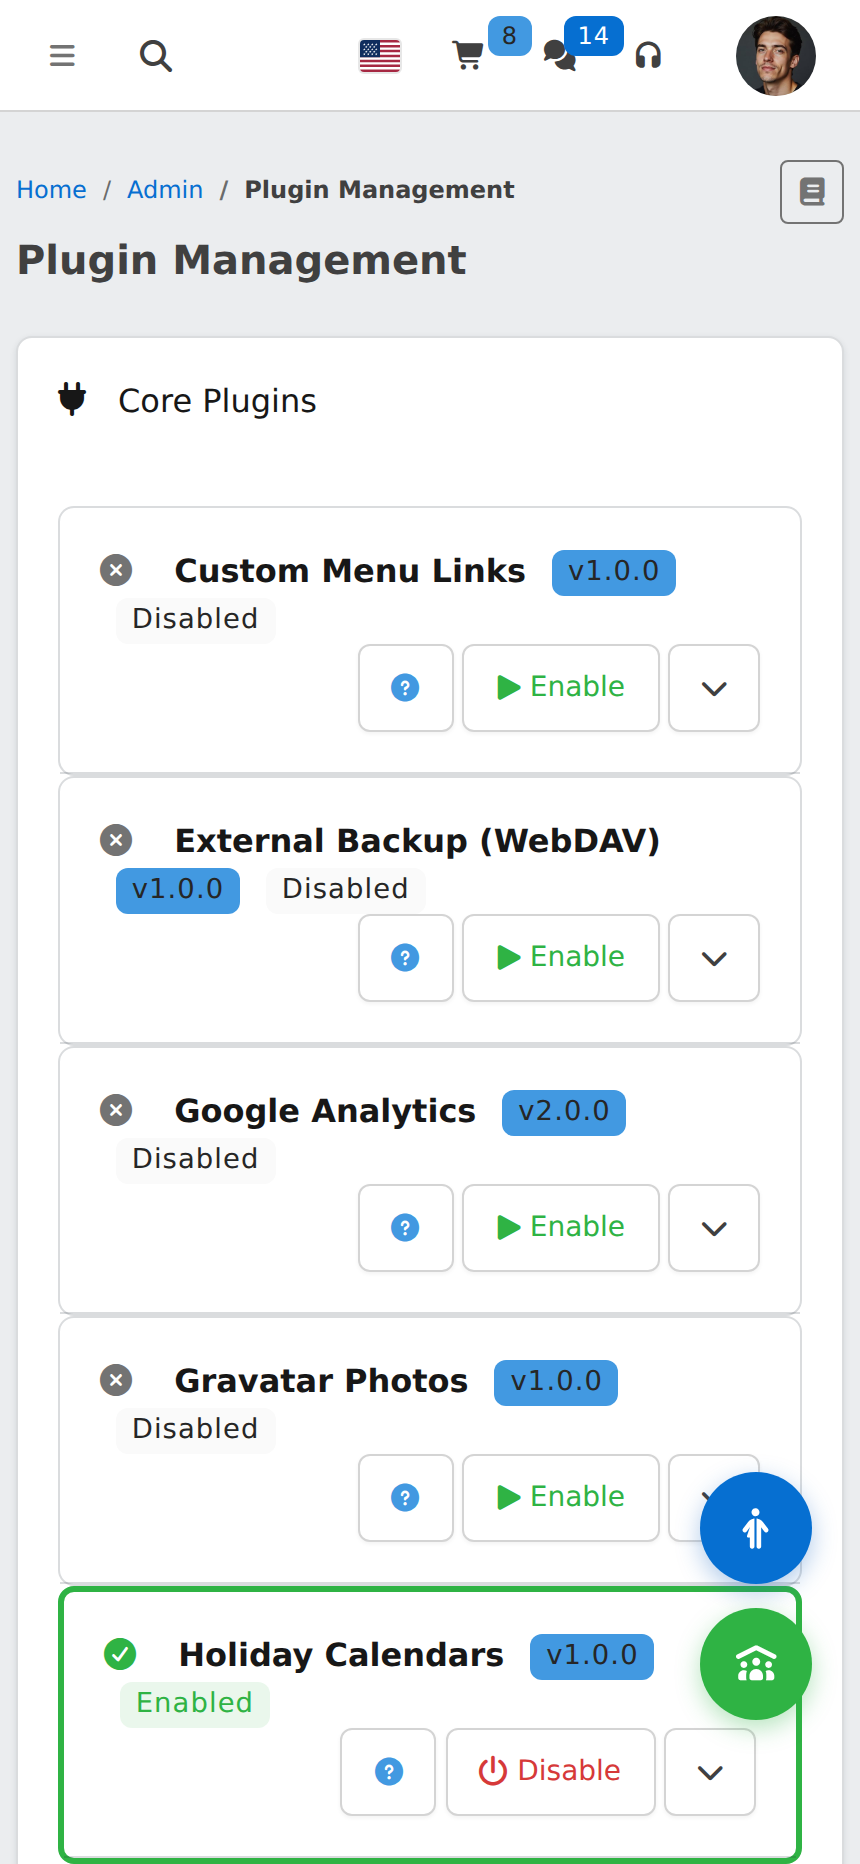 8
14
Home / Admin / Plugin Management
Plugin Management
Core Plugins
Custom Menu Links v1.0.0
Disabled
Enable
External Backup (WebDAV)
v1.0.0 Disabled
Enable
Google Analytics v2.0.0
Disabled
Enable
Gravatar Photos v1.0.0
Disabled
Enable
Holiday Calendars v1.0.0
Enabled
Disable